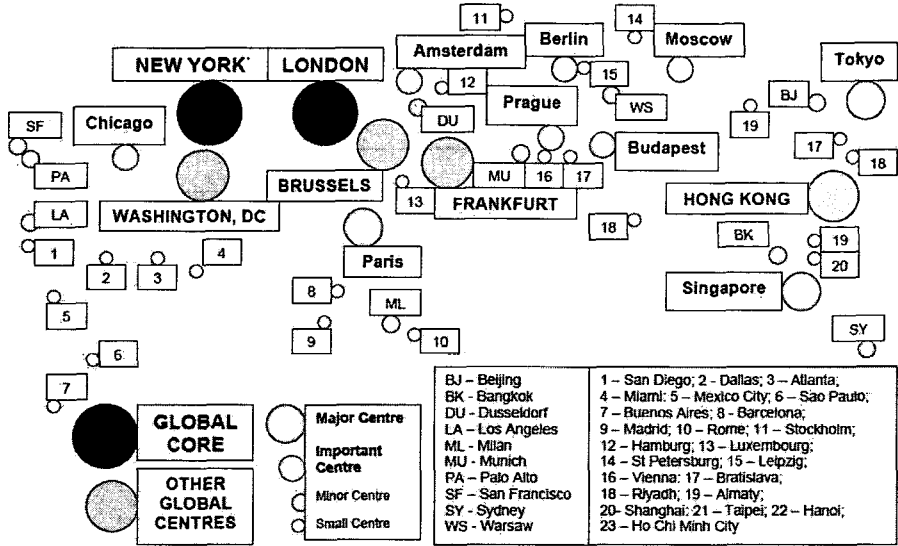 11
14
Amsterdam
Berlin
Moscow
Tokyo
NEW YORK
LONDON
12
15
BJ
SF
Chicago
DU
Prague
WS
19
17
Budapest
18
PA
BRUSSELS
MU
16
17
LA
WASHINGTON, DC
13
FRANKFURT
HONG KONG
18
BK
19
1
4
Paris
20
2
3
8
ML
Singapore
5
9
10
SY
6
7
GLOBAL
CORE
OTHER
GLOBAL
CENTRES
Major Centre
Important
Centre
Minor Centre
Small Centre
BJ – Beijing
BK - Bangkok
DU - Dusseldorf
LA – Los Angeles
ML - Milan
MU - Munich
PA – Palo Alto
SF - San Francisco
SY - Sydney
WS - Warsaw
1 – San Diego; 2 - Dallas; 3 – Atlanta;
4 – Miami: 5 – Mexico City; 6 – Sao Paulo;
7 – Buenos Aires; 8 - Barcelona;
9 – Madrid; 10 – Rome; 11 – Stockholm;
12 – Hamburg; 13 – Luxembourg;
14 – St Petersburg; 15 – Leipzig;
16 – Vienna: 17 – Bratislava;
18 – Riyadh; 19 – Almaty;
20– Shanghai: 21 – Taipei; 22 – Hanoi;
23 – Ho Chi Minh City